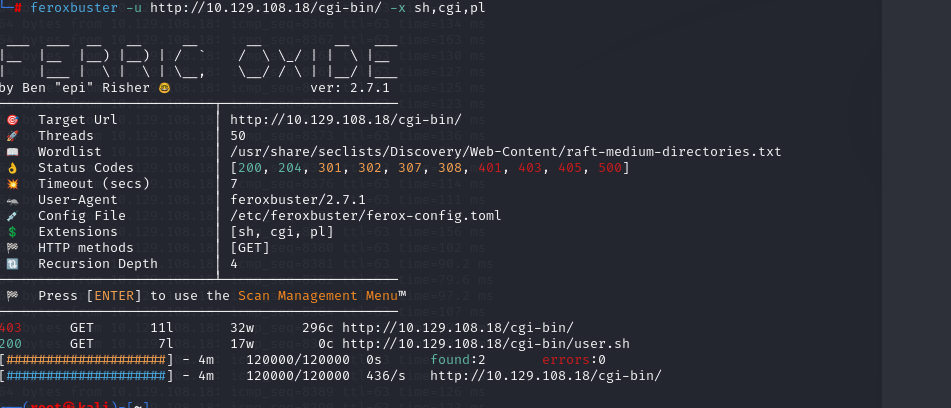 # feroxbuster -u http://10.129.108.18/cgi-bin/ -x sh,cgi,pl
FERRIC OXIDE
by Ben "epi" Risher 🤓 ver: 2.7.1
🎯 Target Url │ http://10.129.108.18/cgi-bin/
🚀 Threads │ 50
📖 Wordlist │ /usr/share/seclists/Discovery/Web-Content/raft-medium-directories.txt
👌 Status Codes │ [200, 204, 301, 302, 307, 308, 401, 403, 405, 500]
💥 Timeout (secs) │ 7
🦡 User-Agent │ feroxbuster/2.7.1
💉 Config File │ /etc/feroxbuster/ferox-config.toml
💲 Extensions │ [sh, cgi, pl]
🏁 HTTP methods │ [GET]
🔃 Recursion Depth │ 4
🏁 Press [ENTER] to use the Scan Management Menu™
403 GET 11l 32w 296c http://10.129.108.18/cgi-bin/
200 GET 7l 17w 0c http://10.129.108.18/cgi-bin/user.sh
[####################] - 4m 120000/120000 0s found:2 errors:0
[####################] - 4m 120000/120000 436/s http://10.129.108.18/cgi-bin/
(root㉿kali)-[~]